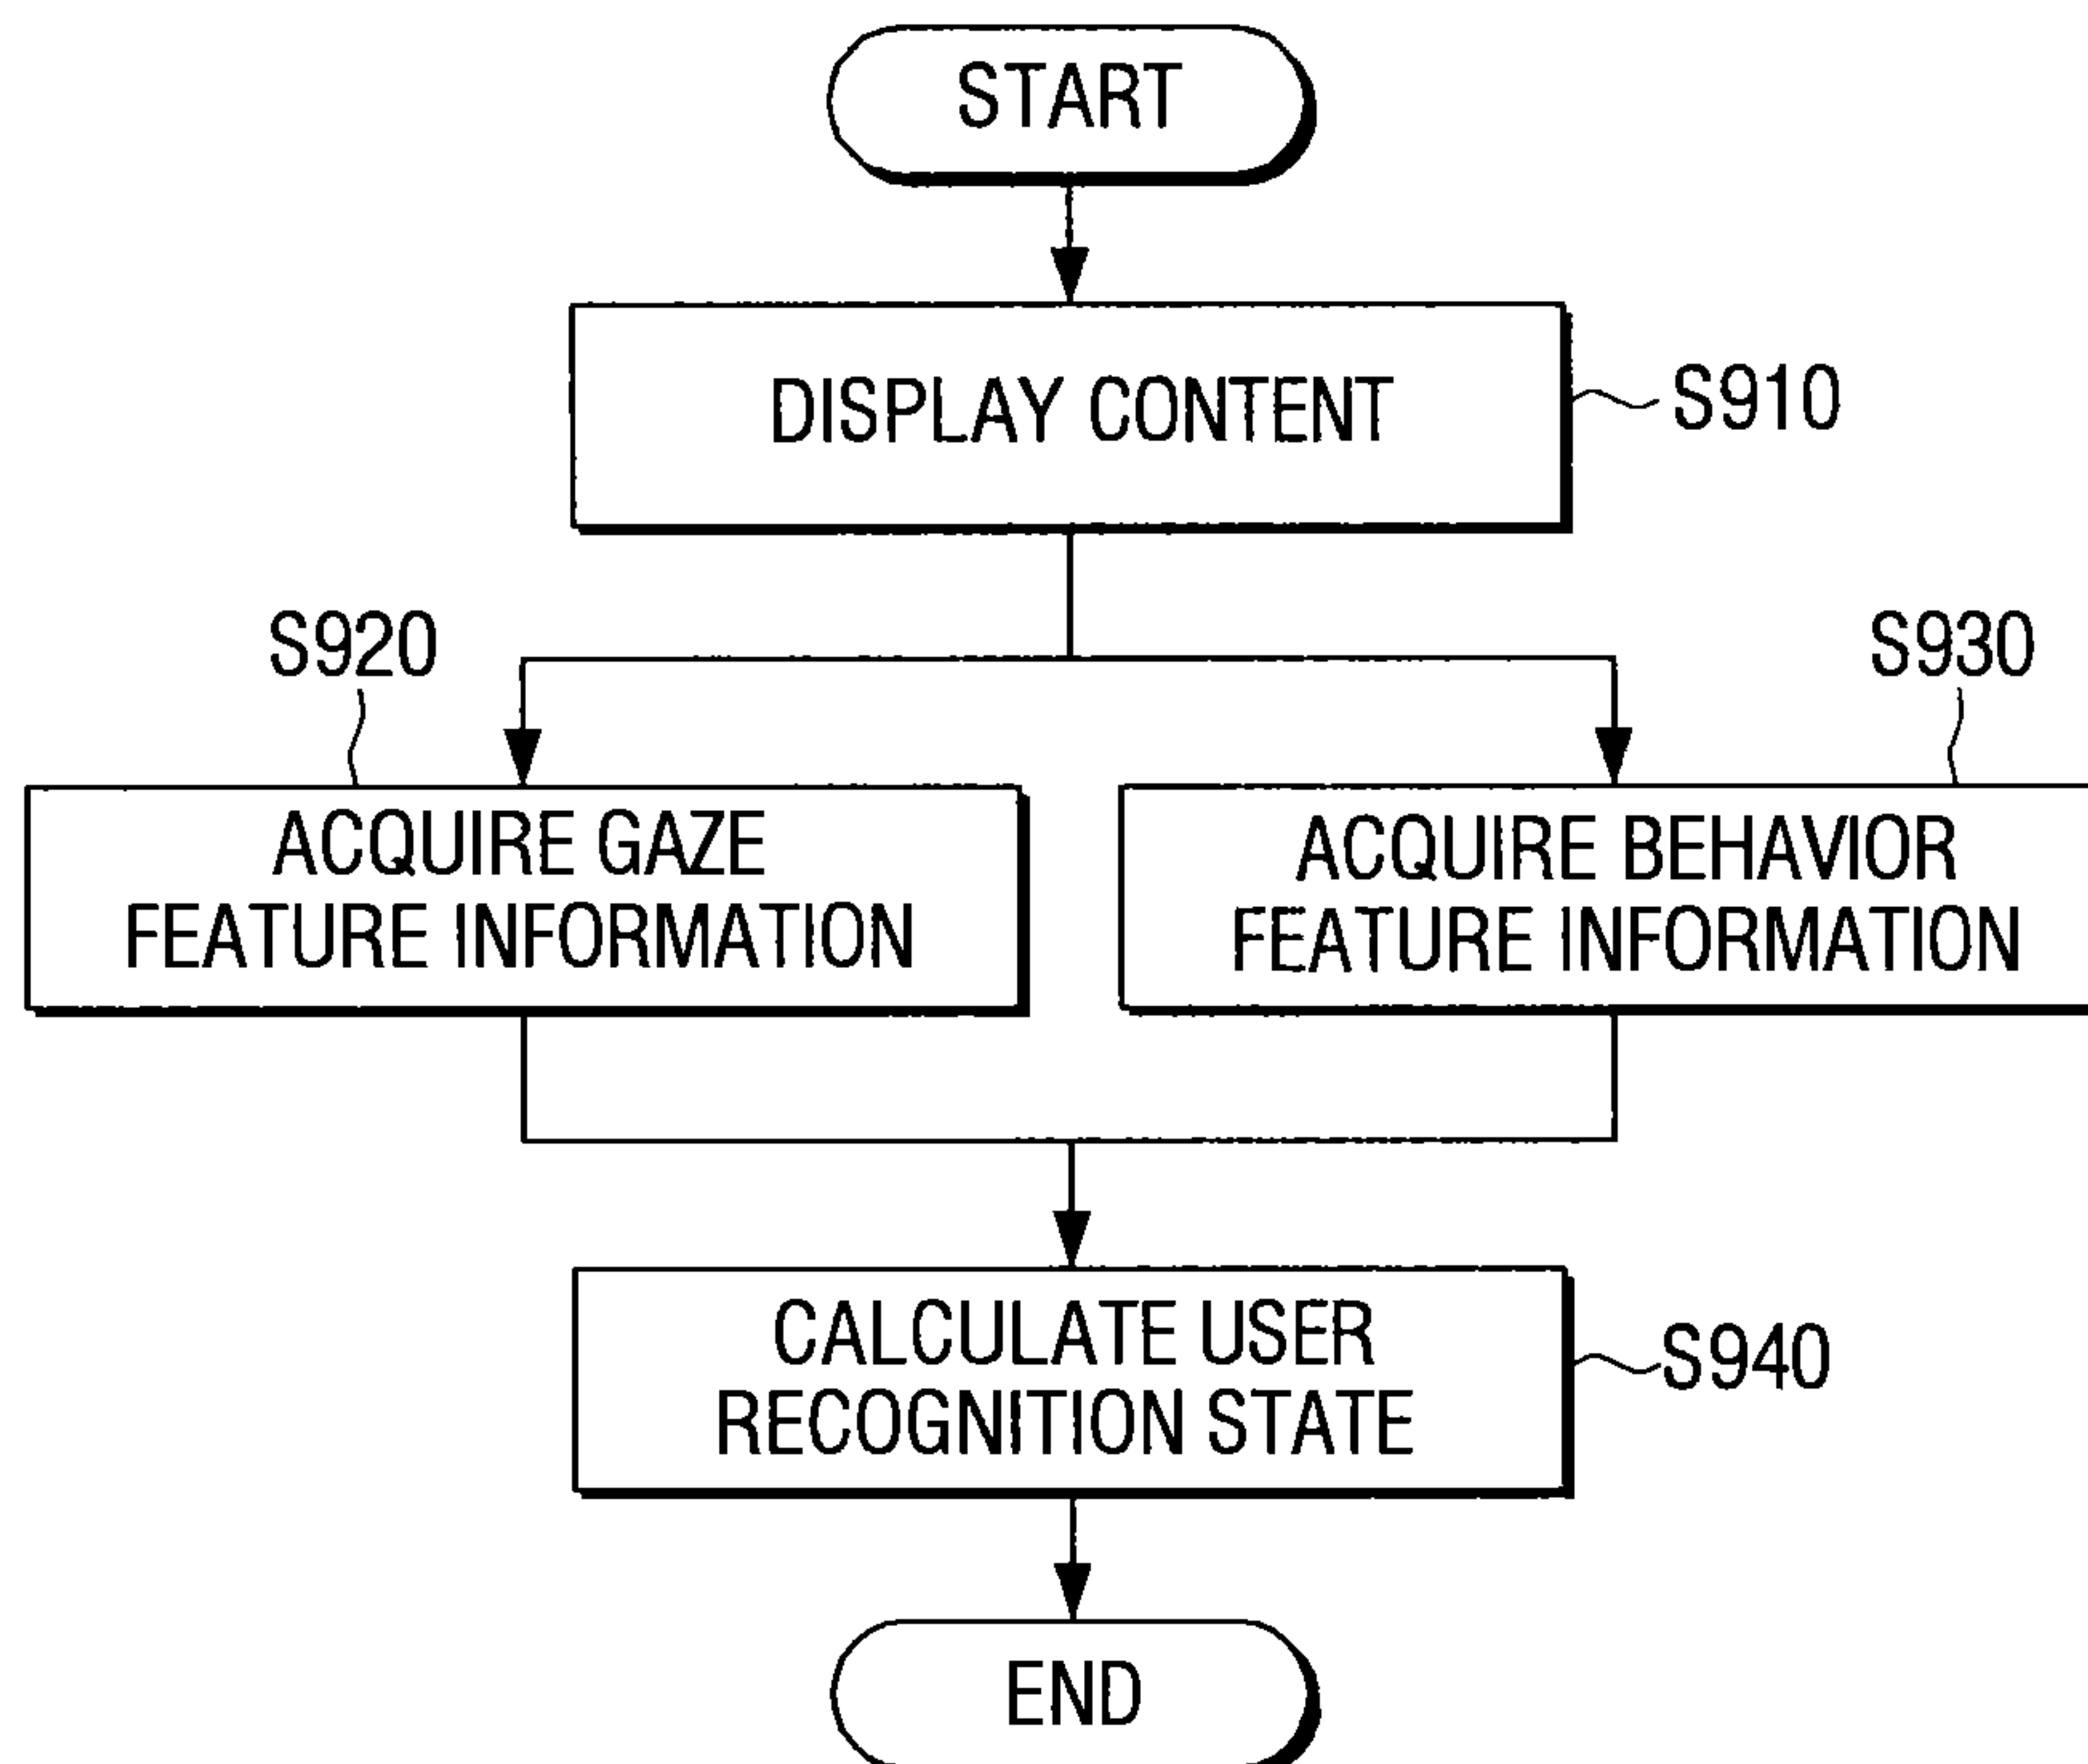 START
DISPLAY CONTENT
S910
S920
S930
ACQUIRE GAZE
FEATURE INFORMATION
ACQUIRE BEHAVIOR
FEATURE INFORMATION
CALCULATE USER
RECOGNITION STATE
S940
END